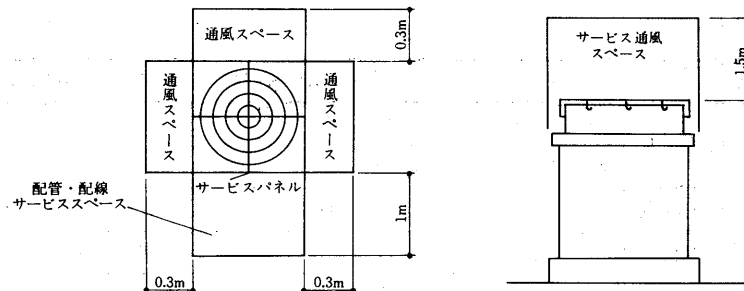 通風スペース
0.3m
サービス通風
スペース
1.5m
通風スペース
通風スペース
配管・配線
サービススペース
サービスパネル
1m
0.3m
0.3m